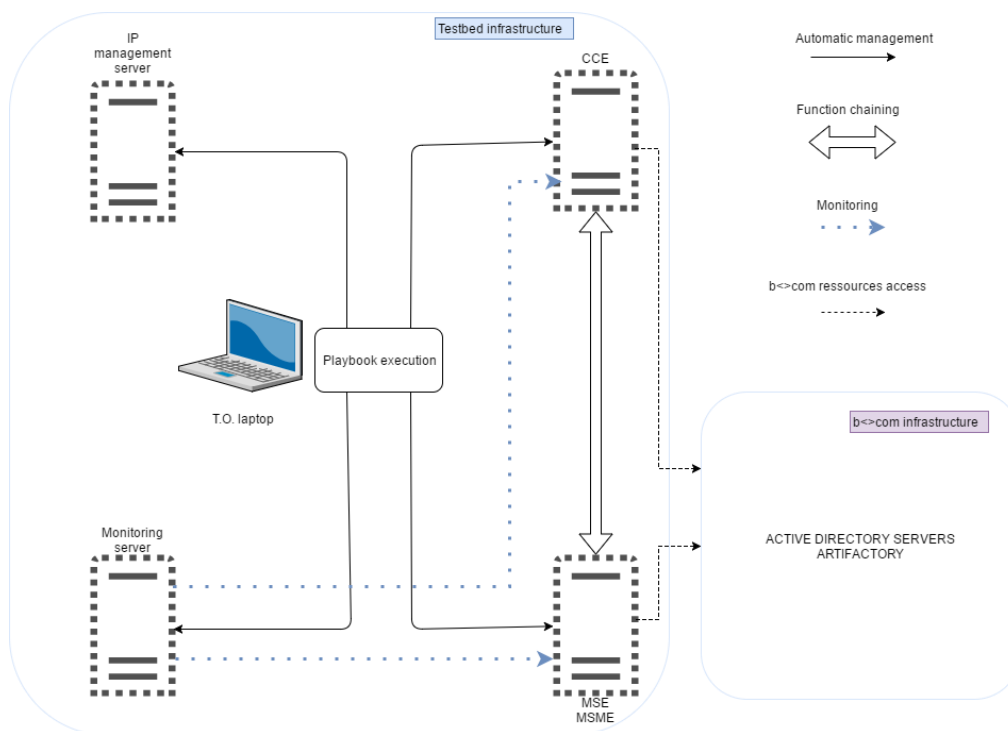 Testbed infrastructure
IP
management
server
CCE
Automatic management
Function chaining
Monitoring
b<>com ressources access
Playbook execution
T.O. laptop
b<>com infrastructure
ACTIVE DIRECTORY SERVERS
ARTIFACTORY
Monitoring
server
MSE
MSME